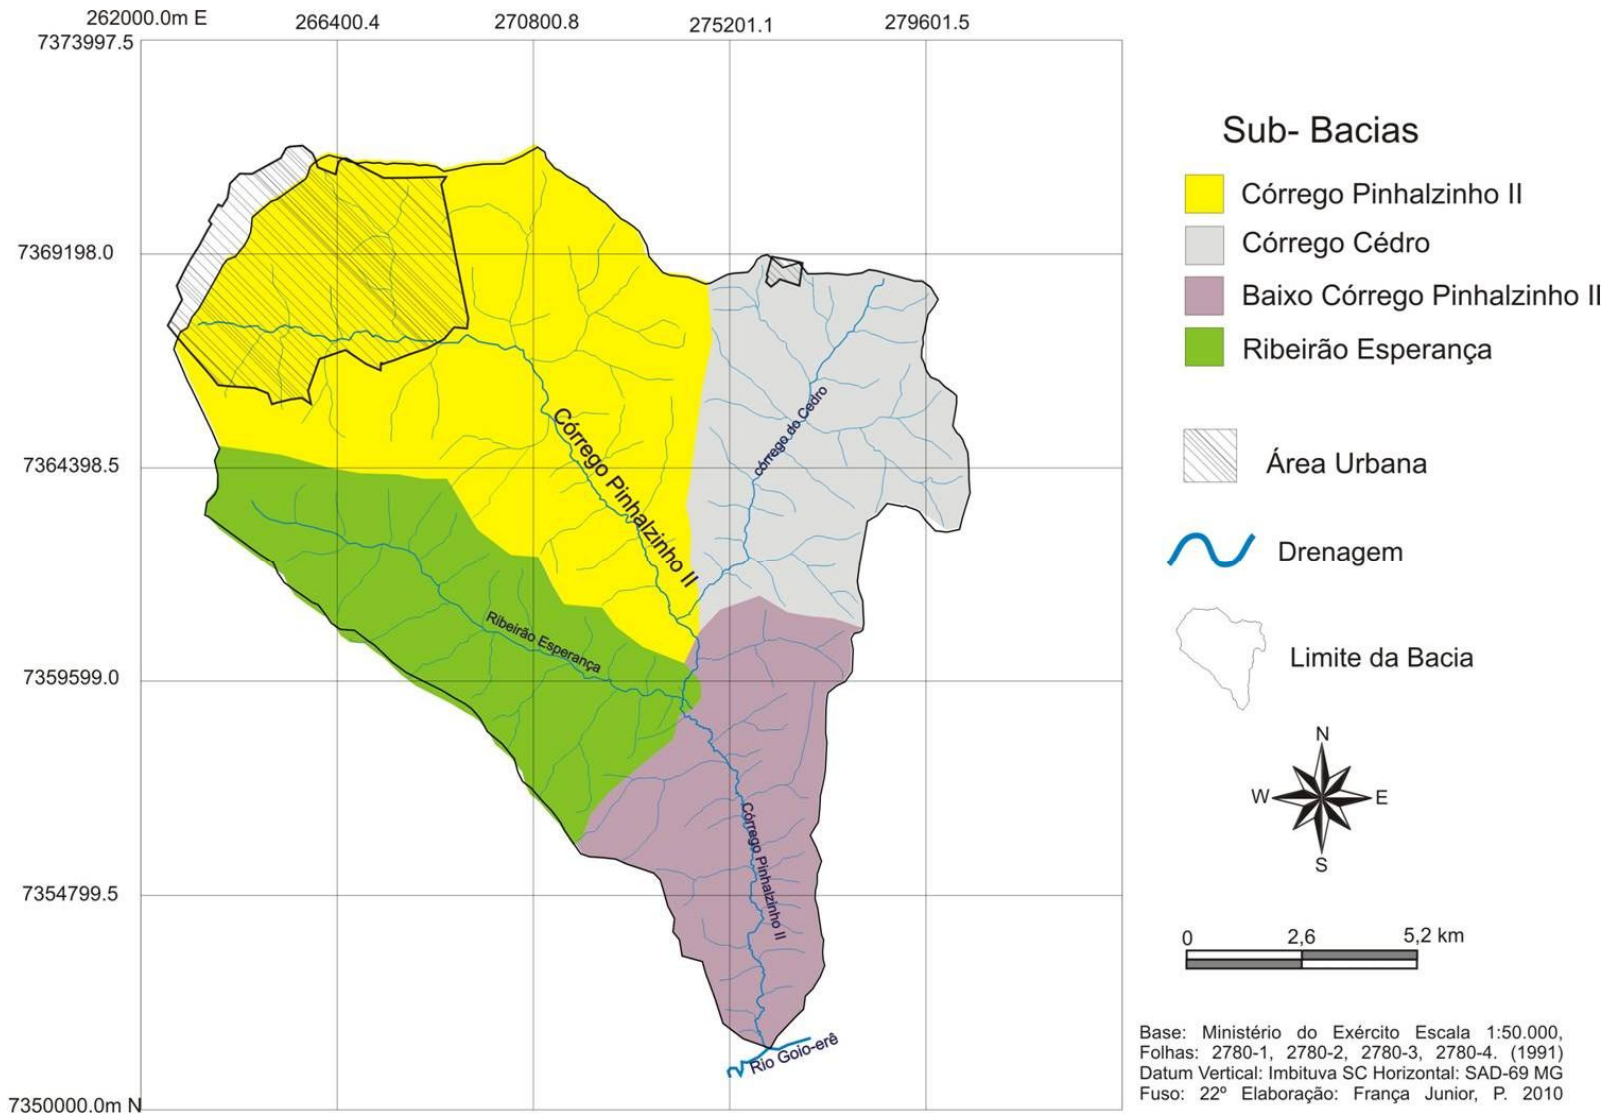 262000.0m E
266400.4
270800.8
275201.1
279601.5
7373997.5
7369198.0
7364398.5
7359599.0
7354799.5
7350000.0m N
Córrego Pinhalzinho II
córrego do Cedro
Ribeirão Esperança
Córrego Pinhalzinho II
Rio Goio-erê
Sub- Bacias
Córrego Pinhalzinho II
Córrego Cédro
Baixo Córrego Pinhalzinho II
Ribeirão Esperança
Área Urbana
Drenagem
Limite da Bacia
N
W
E
S
0
2,6
5,2 km
Base: Ministério do Exército Escala 1:50.000,
Folhas: 2780-1, 2780-2, 2780-3, 2780-4. (1991)
Datum Vertical: Imbituva SC Horizontal: SAD-69 MG
Fuso: 22º Elaboração: França Junior, P. 2010